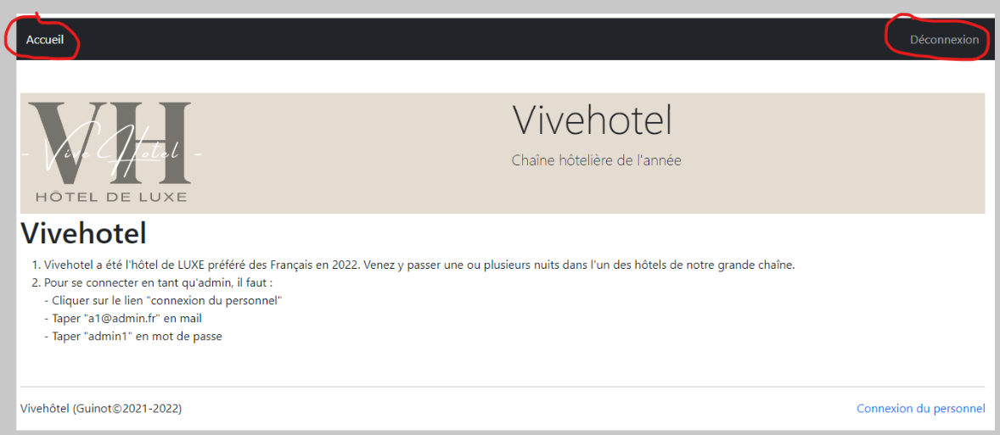 Accueil
Déconnexion
VH
- Vive Hotel -
HÔTEL DE LUXE
Vivehotel
Chaîne hôtelière de l'année
Vivehotel
1. Vivehotel a été l'hôtel de LUXE préféré des Français en 2022. Venez y passer une ou plusieurs nuits dans l'un des hôtels de notre grande chaîne.
2. Pour se connecter en tant qu'admin, il faut :
- Cliquer sur le lien "connexion du personnel"
- Taper "a1@admin.fr" en mail
- Taper "admin1" en mot de passe
Vivehôtel (Guinot©2021-2022)
Connexion du personnel